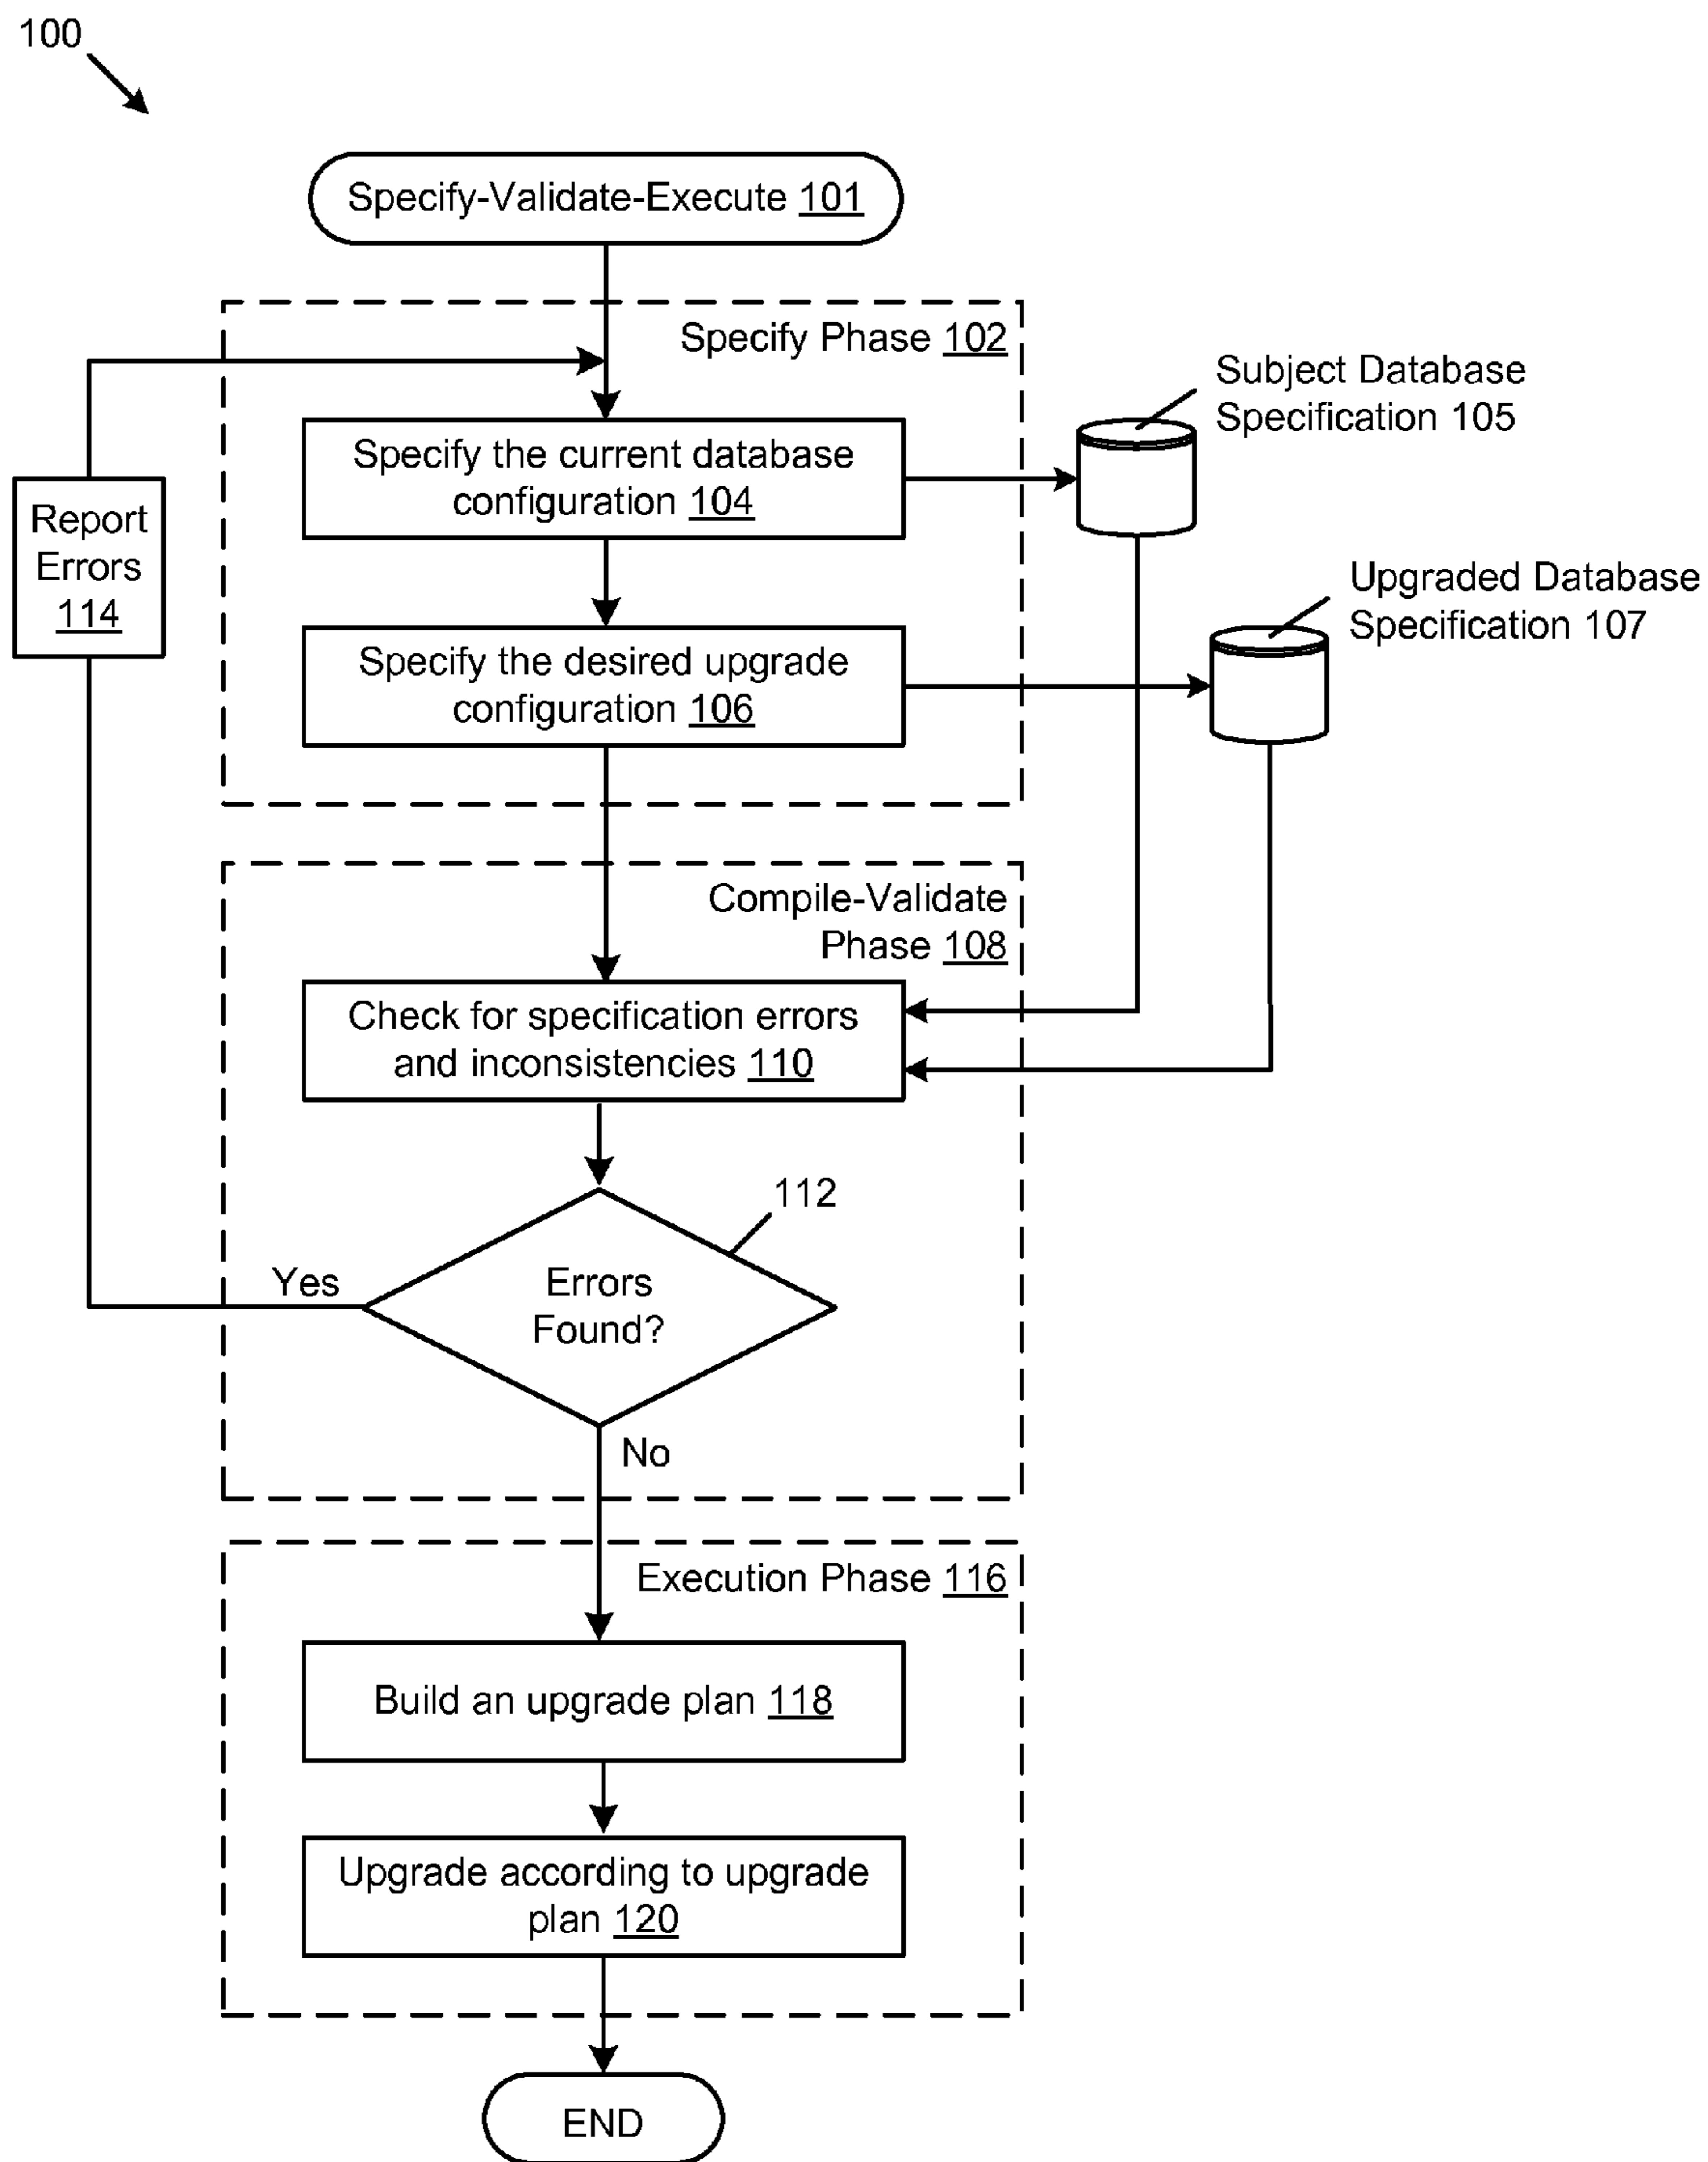 100
Specify-Validate-Execute 101
Specify Phase 102
Subject Database
Specification 105
Specify the current database
configuration 104
Report
Errors
114
Upgraded Database
Specification 107
Specify the desired upgrade
configuration 106
Compile-Validate
Phase 108
Check for specification errors
and inconsistencies 110
112
Yes
Errors
Found?
No
Execution Phase 116
Build an upgrade plan 118
Upgrade according to upgrade
plan 120
END